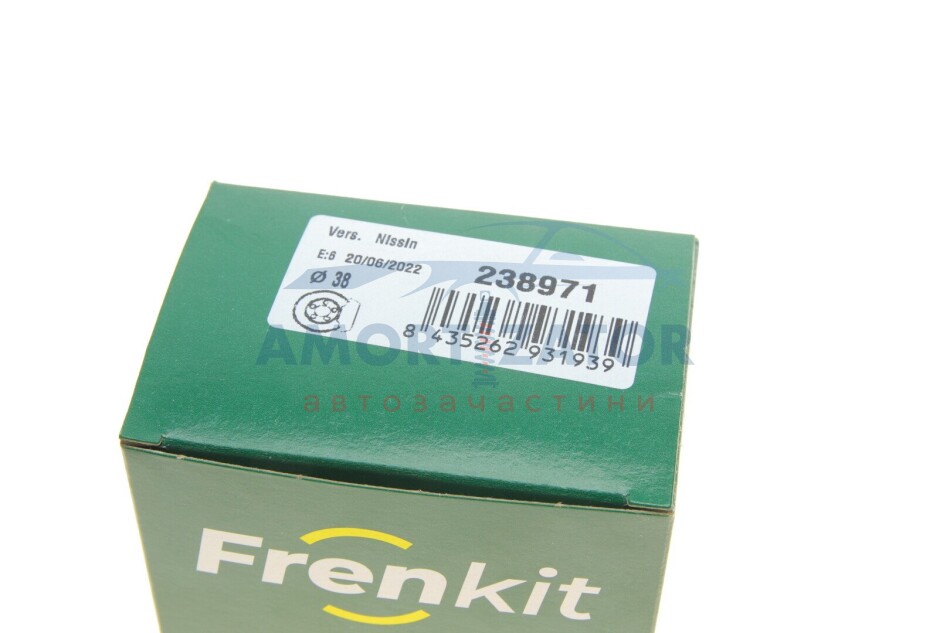 Vers. Nissin
E:6 20/06/2022
Ø 38
238971
8 435262 931939
AMORTIZATOR
автозачастини
Frenkit